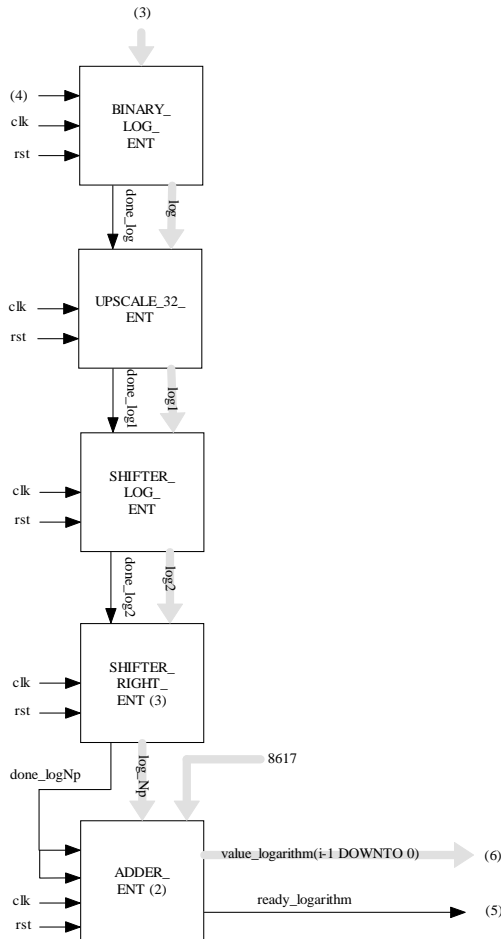 (3)
(4)
clk
rst
BINARY_
LOG_
ENT
done_log
log
clk
rst
UPSCALE_32_
ENT
done_log1
log1
clk
rst
SHIFTER_
LOG_
ENT
done_log2
log2
clk
rst
SHIFTER_
RIGHT_
ENT (3)
done_logNp
log_Np
8617
clk
rst
ADDER_
ENT (2)
value_logarithm(i-1 DOWNTO 0)
(6)
ready_logarithm
(5)